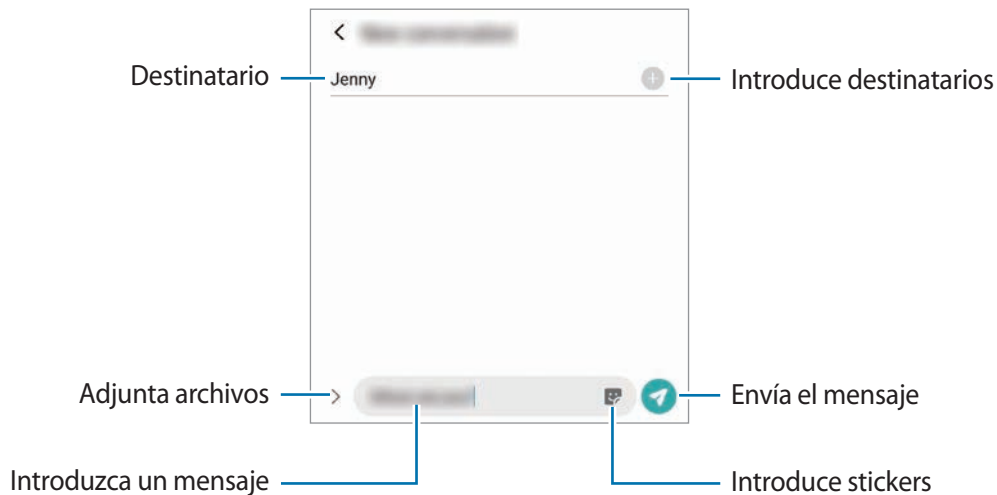 Destinatario
Jenny
Introduce destinatarios
Adjunta archivos
Envía el mensaje
Introduzca un mensaje
Introduce stickers